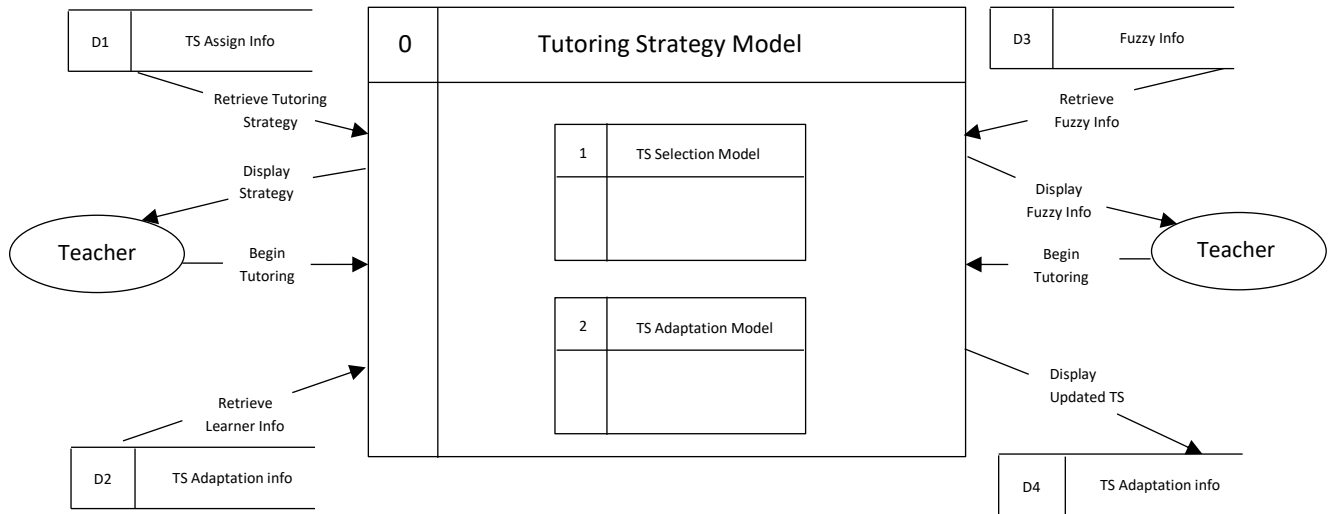 D1 TS Assign Info
0 Tutoring Strategy Model
D3 Fuzzy Info
Retrieve Tutoring
Strategy
Retrieve
Fuzzy Info
1 TS Selection Model
Display
Strategy
Display
Fuzzy Info
Teacher
Begin
Tutoring
Begin
Tutoring
Teacher
2 TS Adaptation Model
Retrieve
Learner Info
Display
Updated TS
D2 TS Adaptation info
D4 TS Adaptation info